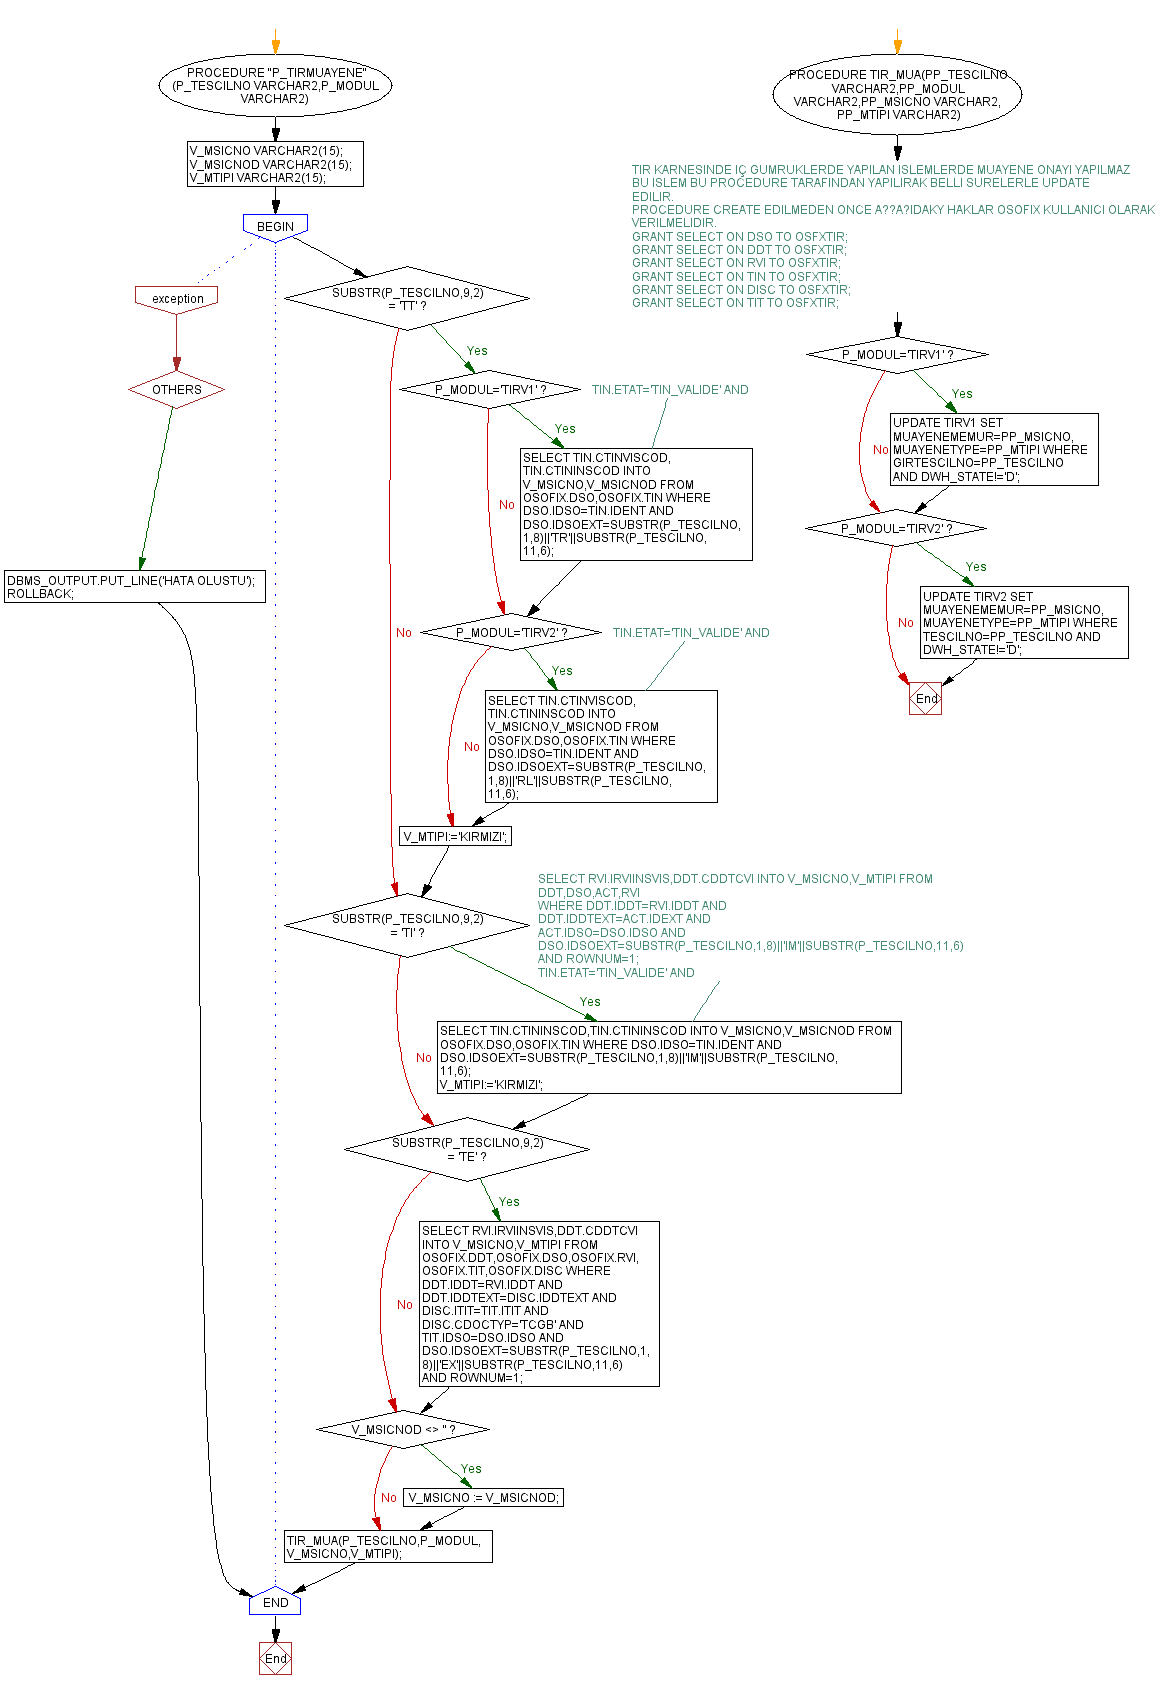 PROCEDURE "P_TIRMUAYENE"
(P_TESCILNO VARCHAR2,P_MODUL
VARCHAR2)
V_MSICNO VARCHAR2(15);
V_MSICNOD VARCHAR2(15);
V_MTIPI VARCHAR2(15);
BEGIN
exception
OTHERS
DBMS_OUTPUT.PUT_LINE('HATA OLUSTU');
ROLLBACK;
SUBSTR(P_TESCILNO,9,2)
= 'TT' ?
Yes
No
P_MODUL='TIRV1' ?
TIN.ETAT='TIN_VALIDE' AND
Yes
No
SELECT TIN.CTINVISCOD,
TIN.CTININSCOD INTO
V_MSICNO,V_MSICNOD FROM
OSOFIX.DSO,OSOFIX.TIN WHERE
DSO.IDSO=TIN.IDENT AND
DSO.IDSOEXT=SUBSTR(P_TESCILNO,
1,8)||'TR'||SUBSTR(P_TESCILNO,
11,6);
P_MODUL='TIRV2' ?
TIN.ETAT='TIN_VALIDE' AND
Yes
No
SELECT TIN.CTINVISCOD,
TIN.CTININSCOD INTO
V_MSICNO,V_MSICNOD FROM
OSOFIX.DSO,OSOFIX.TIN WHERE
DSO.IDSO=TIN.IDENT AND
DSO.IDSOEXT=SUBSTR(P_TESCILNO,
1,8)||'RL'||SUBSTR(P_TESCILNO,
11,6);
V_MTIPI:='KIRMIZI';
SUBSTR(P_TESCILNO,9,2)
= 'TI' ?
SELECT RVI.IRVIINSVIS,DDT.CDDTCVI INTO V_MSICNO,V_MTIPI FROM
DDT,DSO,ACT,RVI
WHERE DDT.IDDT=RVI.IDDT AND
DDT.IDDTEXT=ACT.IDEXT AND
ACT.IDSO=DSO.IDSO AND
DSO.IDSOEXT=SUBSTR(P_TESCILNO,1,8)||'IM'||SUBSTR(P_TESCILNO,11,6)
AND ROWNUM=1;
TIN.ETAT='TIN_VALIDE' AND
Yes
No
SELECT TIN.CTININSCOD,TIN.CTININSCOD INTO V_MSICNO,V_MSICNOD FROM
OSOFIX.DSO,OSOFIX.TIN WHERE DSO.IDSO=TIN.IDENT AND
DSO.IDSOEXT=SUBSTR(P_TESCILNO,1,8)||'IM'||SUBSTR(P_TESCILNO,
11,6);
V_MTIPI:='KIRMIZI';
SUBSTR(P_TESCILNO,9,2)
= 'TE' ?
Yes
No
SELECT RVI.IRVIINSVIS,DDT.CDDTCVI
INTO V_MSICNO,V_MTIPI FROM
OSOFIX.DDT,OSOFIX.DSO,OSOFIX.RVI,
OSOFIX.TIT,OSOFIX.DISC WHERE
DDT.IDDT=RVI.IDDT AND
DDT.IDDTEXT=DISC.IDDTEXT AND
DISC.ITIT=TIT.ITIT AND
DISC.CDOCTYP='TCGB' AND
TIT.IDSO=DSO.IDSO AND
DSO.IDSOEXT=SUBSTR(P_TESCILNO,1,
8)||'EX'||SUBSTR(P_TESCILNO,11,6)
AND ROWNUM=1;
V_MSICNOD <> '' ?
Yes
No
V_MSICNO := V_MSICNOD;
TIR_MUA(P_TESCILNO,P_MODUL,
V_MSICNO,V_MTIPI);
END
End
PROCEDURE TIR_MUA(PP_TESCILNO
VARCHAR2,PP_MODUL
VARCHAR2,PP_MSICNO VARCHAR2,
PP_MTIPI VARCHAR2)
TIR KARNESINDE IÇ GUMRUKLERDE YAPILAN ISLEMLERDE MUAYENE ONAYI YAPILMAZ
BU ISLEM BU PROCEDURE TARAFINDAN YAPILIRAK BELLI SURELERLE UPDATE
EDILIR.
PROCEDURE CREATE EDILMEDEN ONCE A??A?IDAKY HAKLAR OSOFIX KULLANICI OLARAK
VERILMELIDIR.
GRANT SELECT ON DSO TO OSFXTIR;
GRANT SELECT ON DDT TO OSFXTIR;
GRANT SELECT ON RVI TO OSFXTIR;
GRANT SELECT ON TIN TO OSFXTIR;
GRANT SELECT ON DISC TO OSFXTIR;
GRANT SELECT ON TIT TO OSFXTIR;
P_MODUL='TIRV1' ?
Yes
No
UPDATE TIRV1 SET
MUAYENEMEMUR=PP_MSICNO,
MUAYENETYPE=PP_MTIPI WHERE
GIRTESCILNO=PP_TESCILNO
AND DWH_STATE!='D';
P_MODUL='TIRV2' ?
Yes
No
UPDATE TIRV2 SET
MUAYENEMEMUR=PP_MSICNO,
MUAYENETYPE=PP_MTIPI WHERE
TESCILNO=PP_TESCILNO AND
DWH_STATE!='D';
End